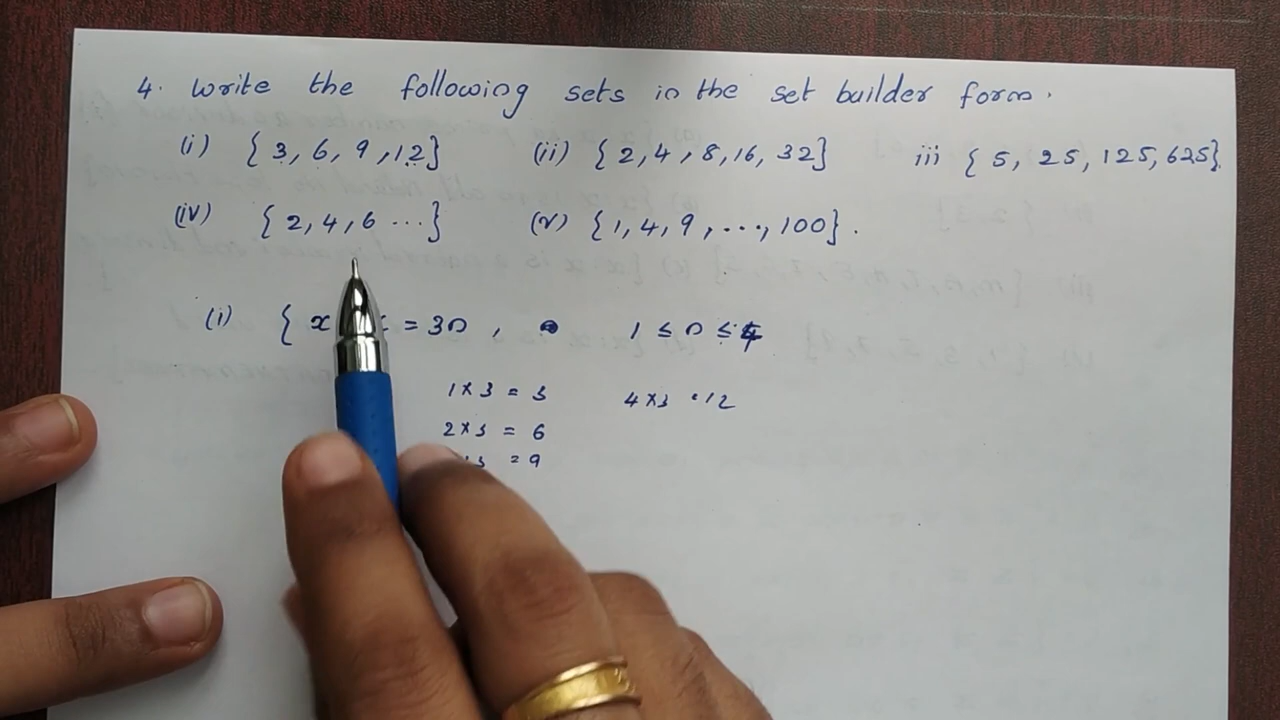 4. Write the following sets in the set builder form.
(i) {3, 6, 9, 12} (ii) {2, 4, 8, 16, 32} iii {5, 25, 125, 625}.
(iv) {2, 4, 6 ...} (v) {1, 4, 9, ..., 100}.
(i) { x = 3n, 1 ≤ n ≤ 4
1 × 3 = 3 4 × 3 = 12
2 × 3 = 6
3 = 9